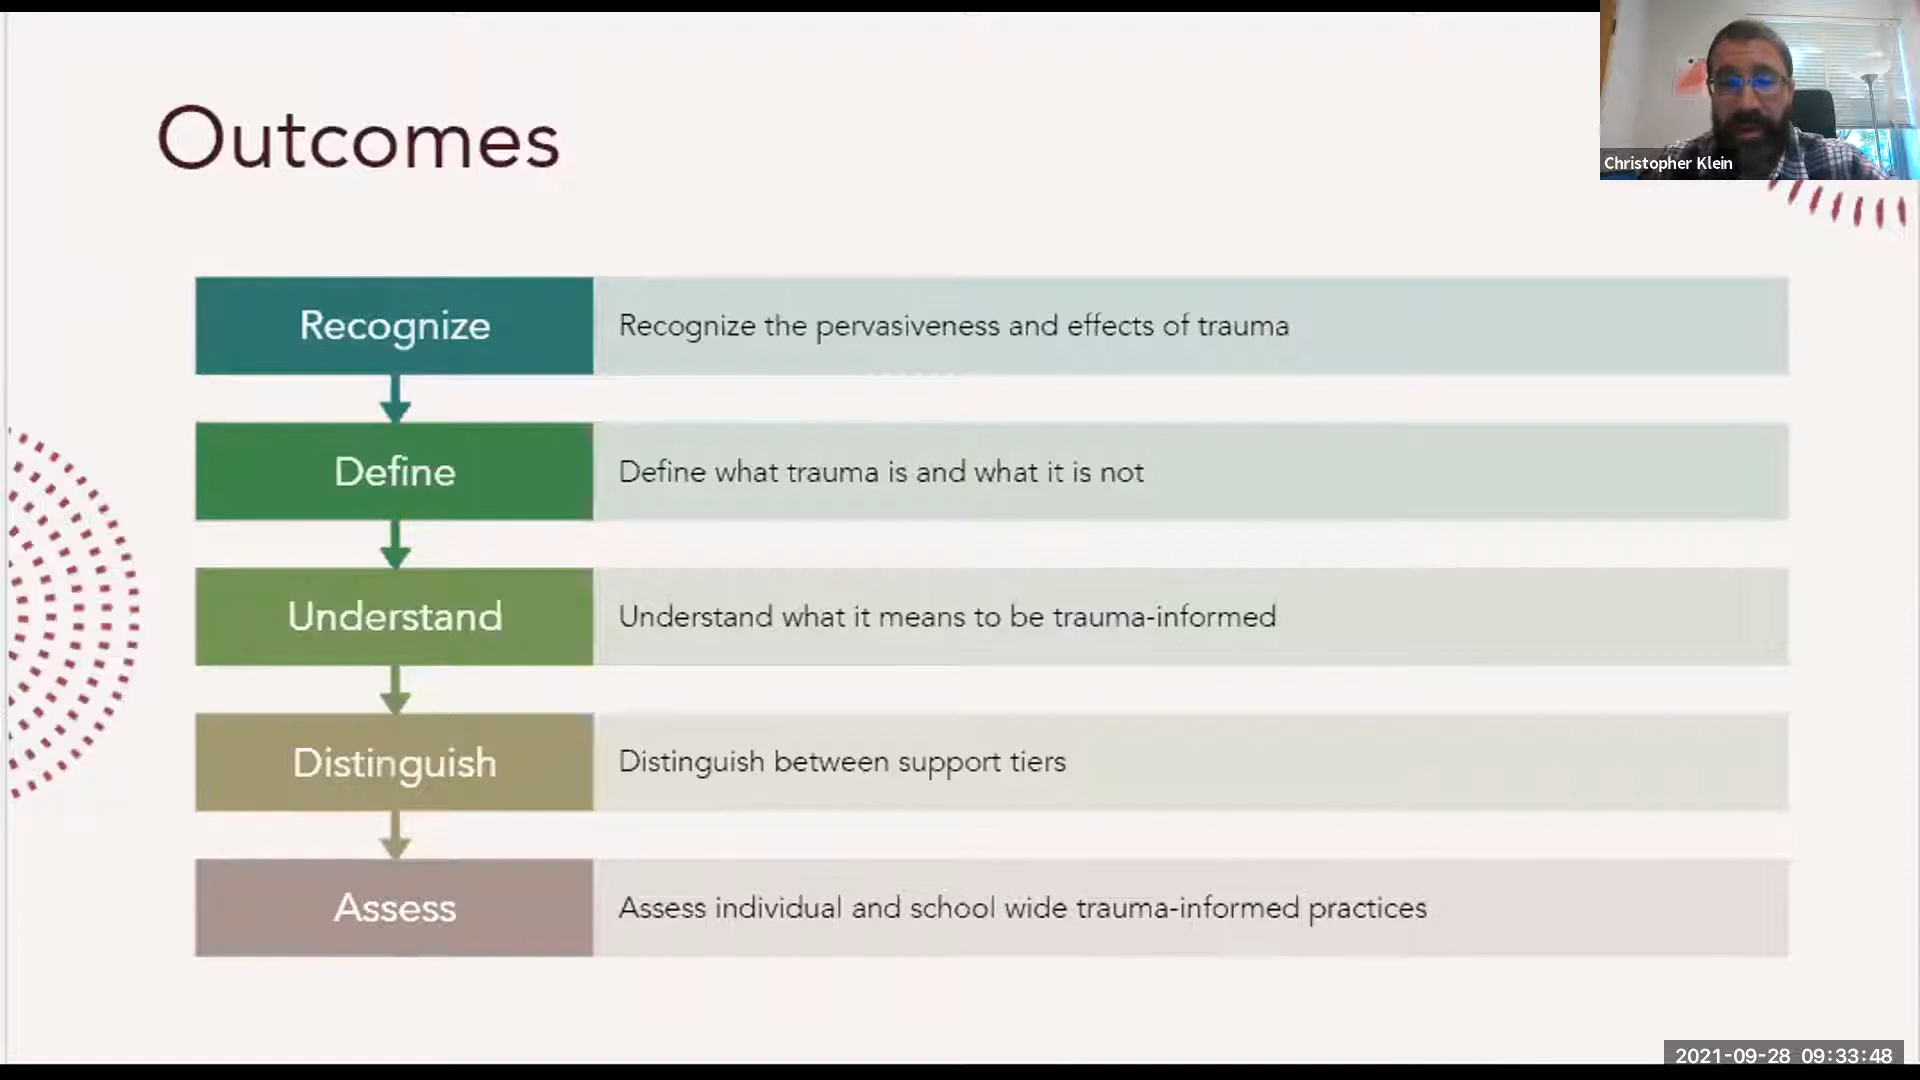 Outcomes
Christopher Klein
Recognize
Recognize the pervasiveness and effects of trauma
Define
Define what trauma is and what it is not
Understand
Understand what it means to be trauma-informed
Distinguish
Distinguish between support tiers
Assess
Assess individual and school wide trauma-informed practices
2021-09-28 09:33:48